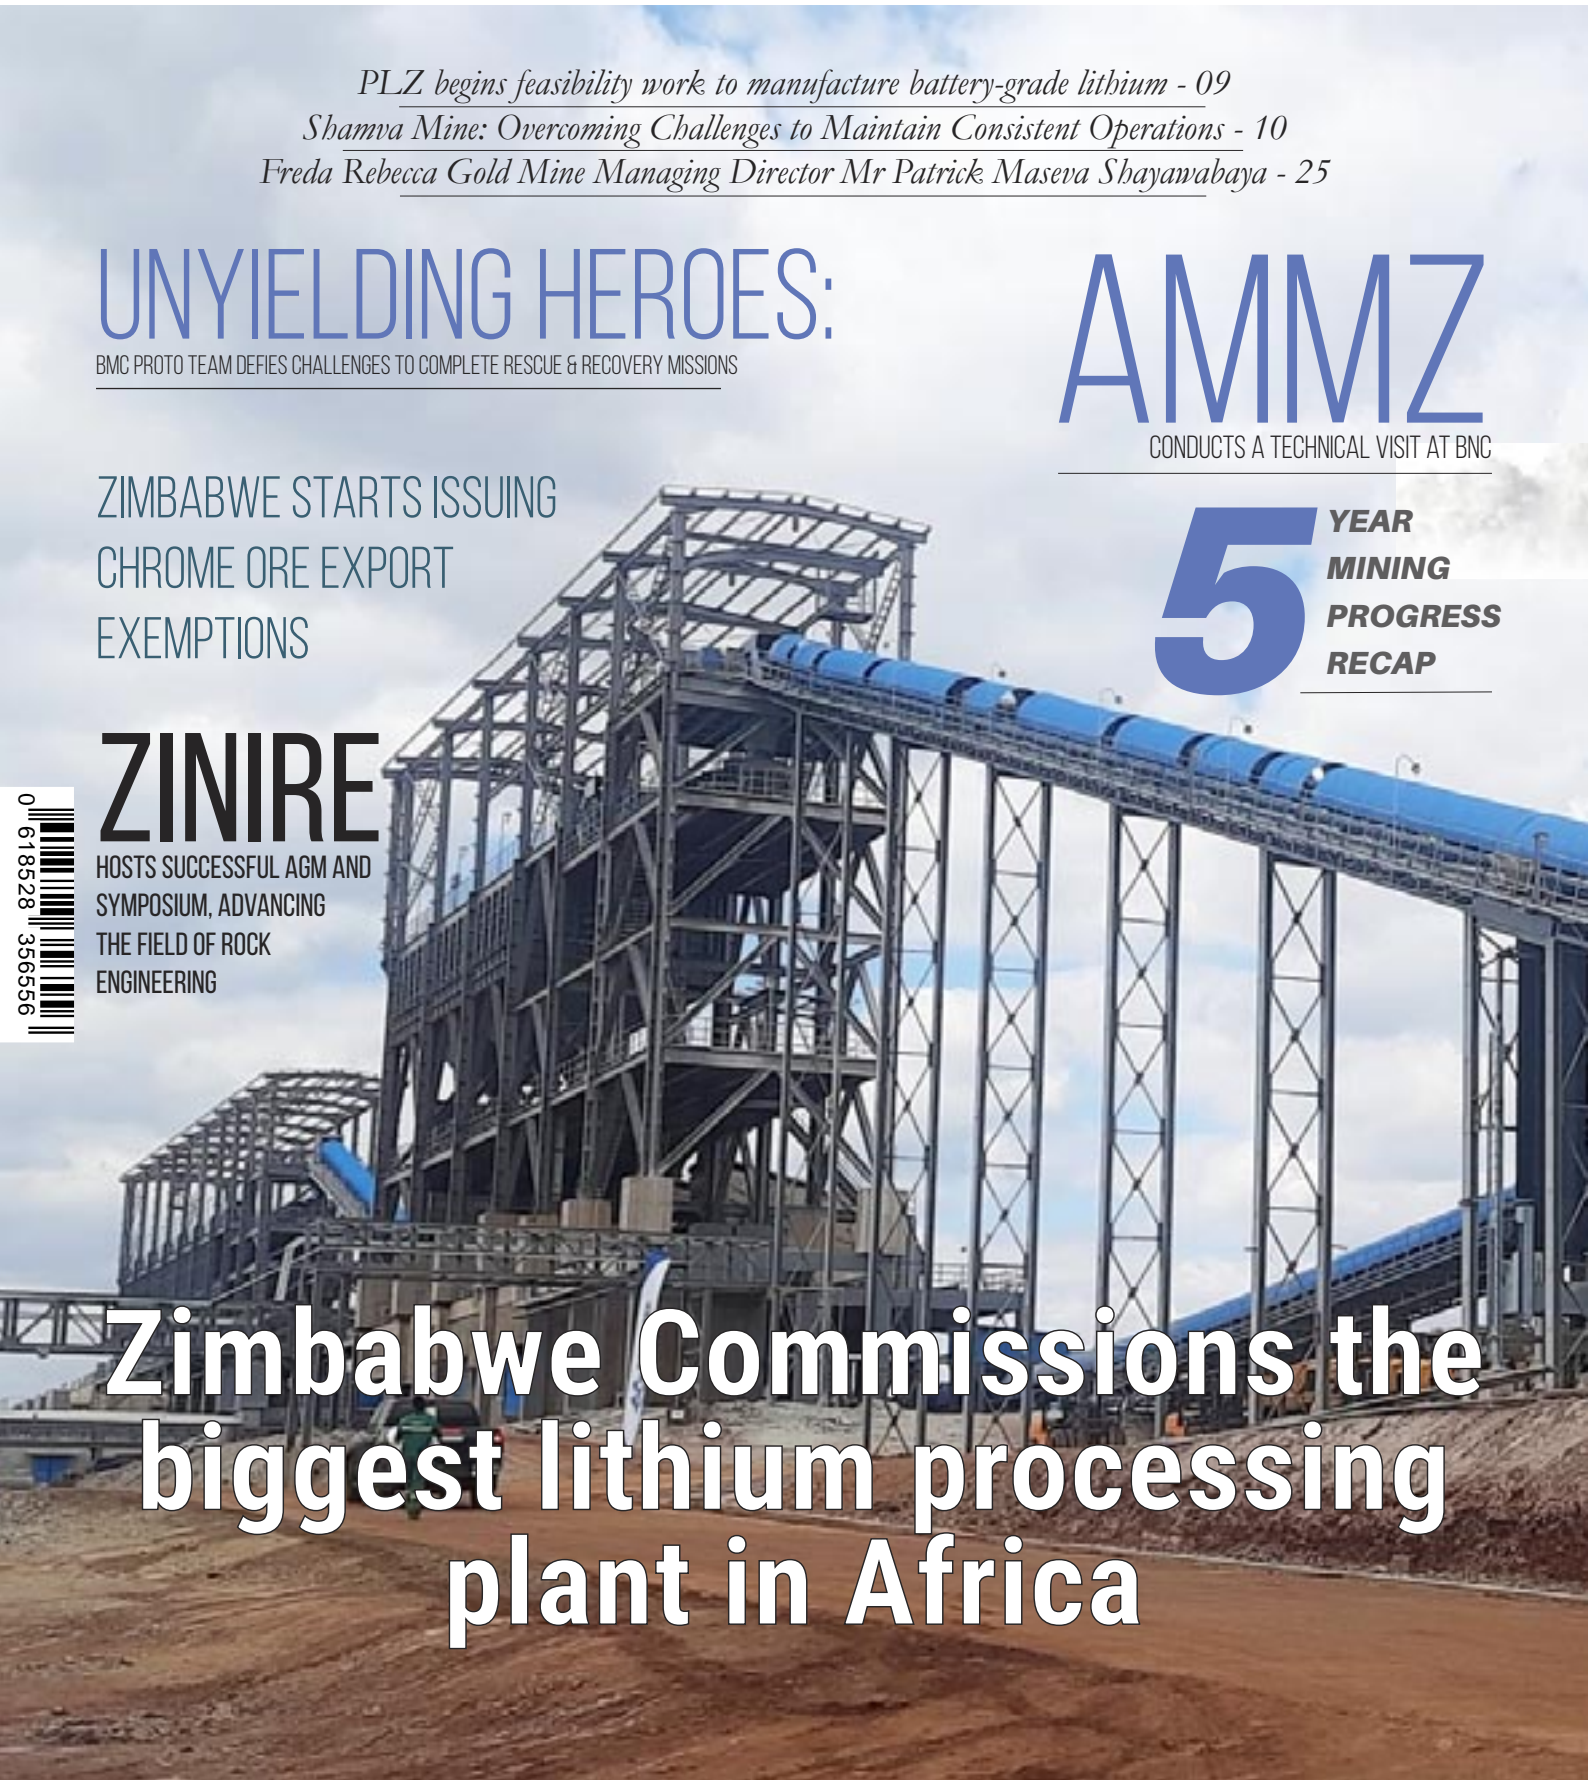 PLZ begins feasibility work to manufacture battery-grade lithium - 09
Shamva Mine: Overcoming Challenges to Maintain Consistent Operations - 10
Freda Rebecca Gold Mine Managing Director Mr Patrick Maseva Shayawabaya - 25
UNYIELDING HEROES:
BMC PROTO TEAM DEFIES CHALLENGES TO COMPLETE RESCUE & RECOVERY MISSIONS
AMMZ
CONDUCTS A TECHNICAL VISIT AT BNC
ZIMBABWE STARTS ISSUING
CHROME ORE EXPORT
EXEMPTIONS
5
YEAR
MINING
PROGRESS
RECAP
ZINIRE
HOSTS SUCCESSFUL AGM AND
SYMPOSIUM, ADVANCING
THE FIELD OF ROCK
ENGINEERING
0 618528 356556
Zimbabwe Commissions the
biggest lithium processing
plant in Africa